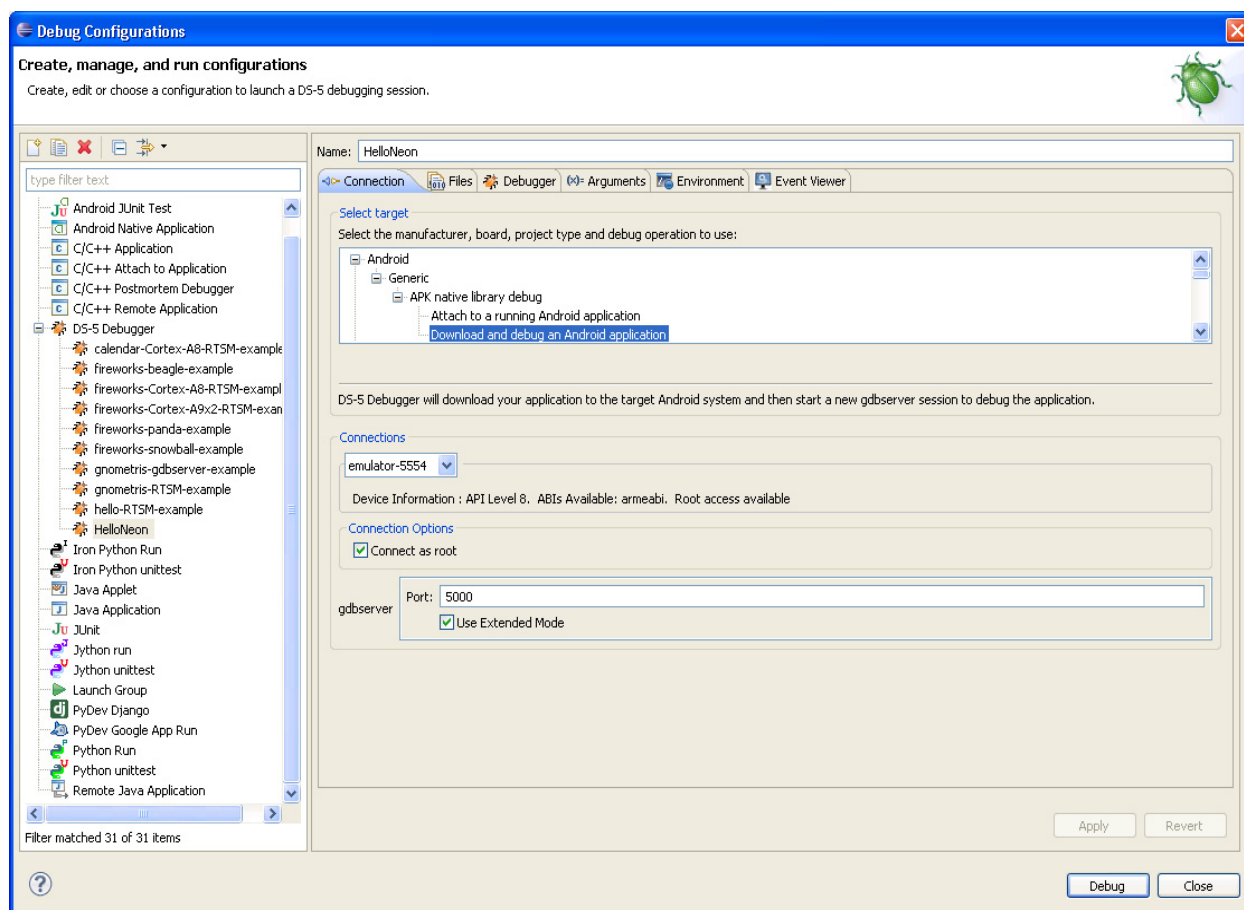 Debug Configurations
Create, manage, and run configurations
Create, edit or choose a configuration to launch a DS-5 debugging session.
type filter text
Android JUnit Test
Android Native Application
C/C++ Application
C/C++ Attach to Application
C/C++ Postmortem Debugger
C/C++ Remote Application
DS-5 Debugger
calendar-Cortex-A8-RTSM-example
fireworks-beagle-example
fireworks-Cortex-A8-RTSM-exampl
fireworks-Cortex-A9x2-RTSM-exan
fireworks-panda-example
fireworks-snowball-example
gnometris-gdbserver-example
gnometris-RTSM-example
hello-RTSM-example
HelloNeon
Iron Python Run
Iron Python unittest
Java Applet
Java Application
JUnit
Jython run
Jython unittest
Launch Group
PyDev Django
PyDev Google App Run
Python Run
Python unittest
Remote Java Application
Filter matched 31 of 31 items
Name: HelloNeon
Connection Files Debugger (x)= Arguments Environment Event Viewer
Select target
Select the manufacturer, board, project type and debug operation to use:
Android
Generic
APK native library debug
Attach to a running Android application
Download and debug an Android application
DS-5 Debugger will download your application to the target Android system and then start a new gdbserver session to debug the application.
Connections
emulator-5554
Device Information : API Level 8. ABIs Available: armeabi. Root access available
Connection Options
Connect as root
gdbserver
Port: 5000
Use Extended Mode
Apply Revert
Debug Close